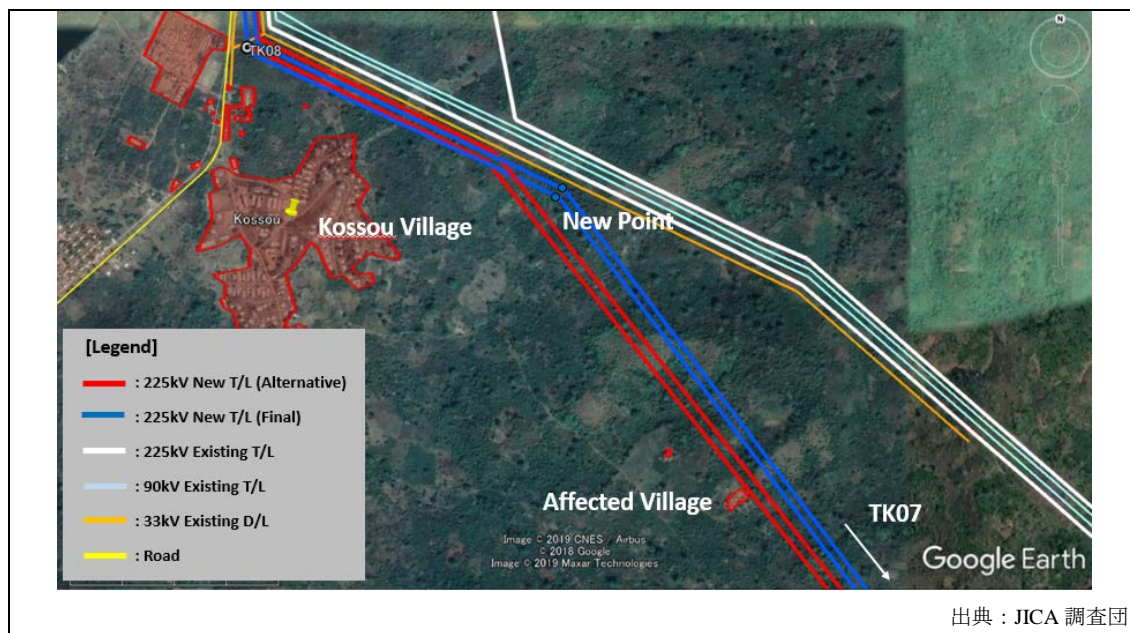 N
TK08
Kossou
Kossou Village
New Point
[Legend]
: 225kV New T/L (Alternative)
: 225kV New T/L (Final)
: 225kV Existing T/L
: 90kV Existing T/L
: 33kV Existing D/L
: Road
Affected Village
TK07
Image © 2019 CNES / Airbus
© 2018 Google
Image © 2019 Maxar Technologies
Google Earth
出典：JICA 調査団